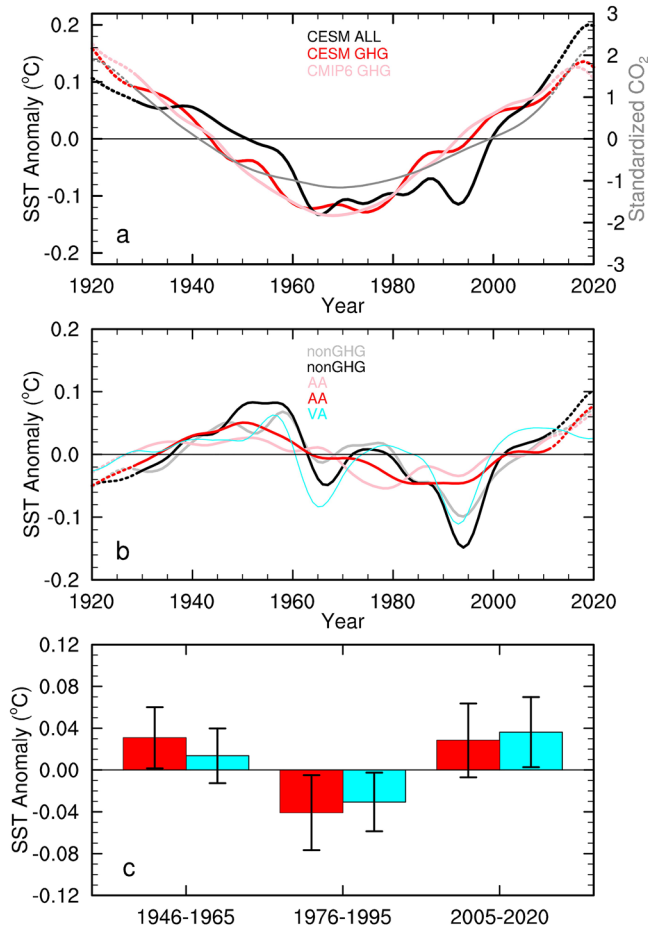 0.2
0.1
0.0
-0.1
-0.2
SST Anomaly (°C)
CESM ALL
CESM GHG
CMIP6 GHG
3
2
1
0
-1
-2
-3
Standardized CO2
a
1920 1940 1960 1980 2000 2020
Year
0.2
0.1
0.0
-0.1
-0.2
SST Anomaly (°C)
nonGHG
nonGHG
AA
AA
VA
b
1920 1940 1960 1980 2000 2020
Year
0.12
0.08
0.04
0.00
-0.04
-0.08
-0.12
SST Anomaly (°C)
c
1946-1965 1976-1995 2005-2020